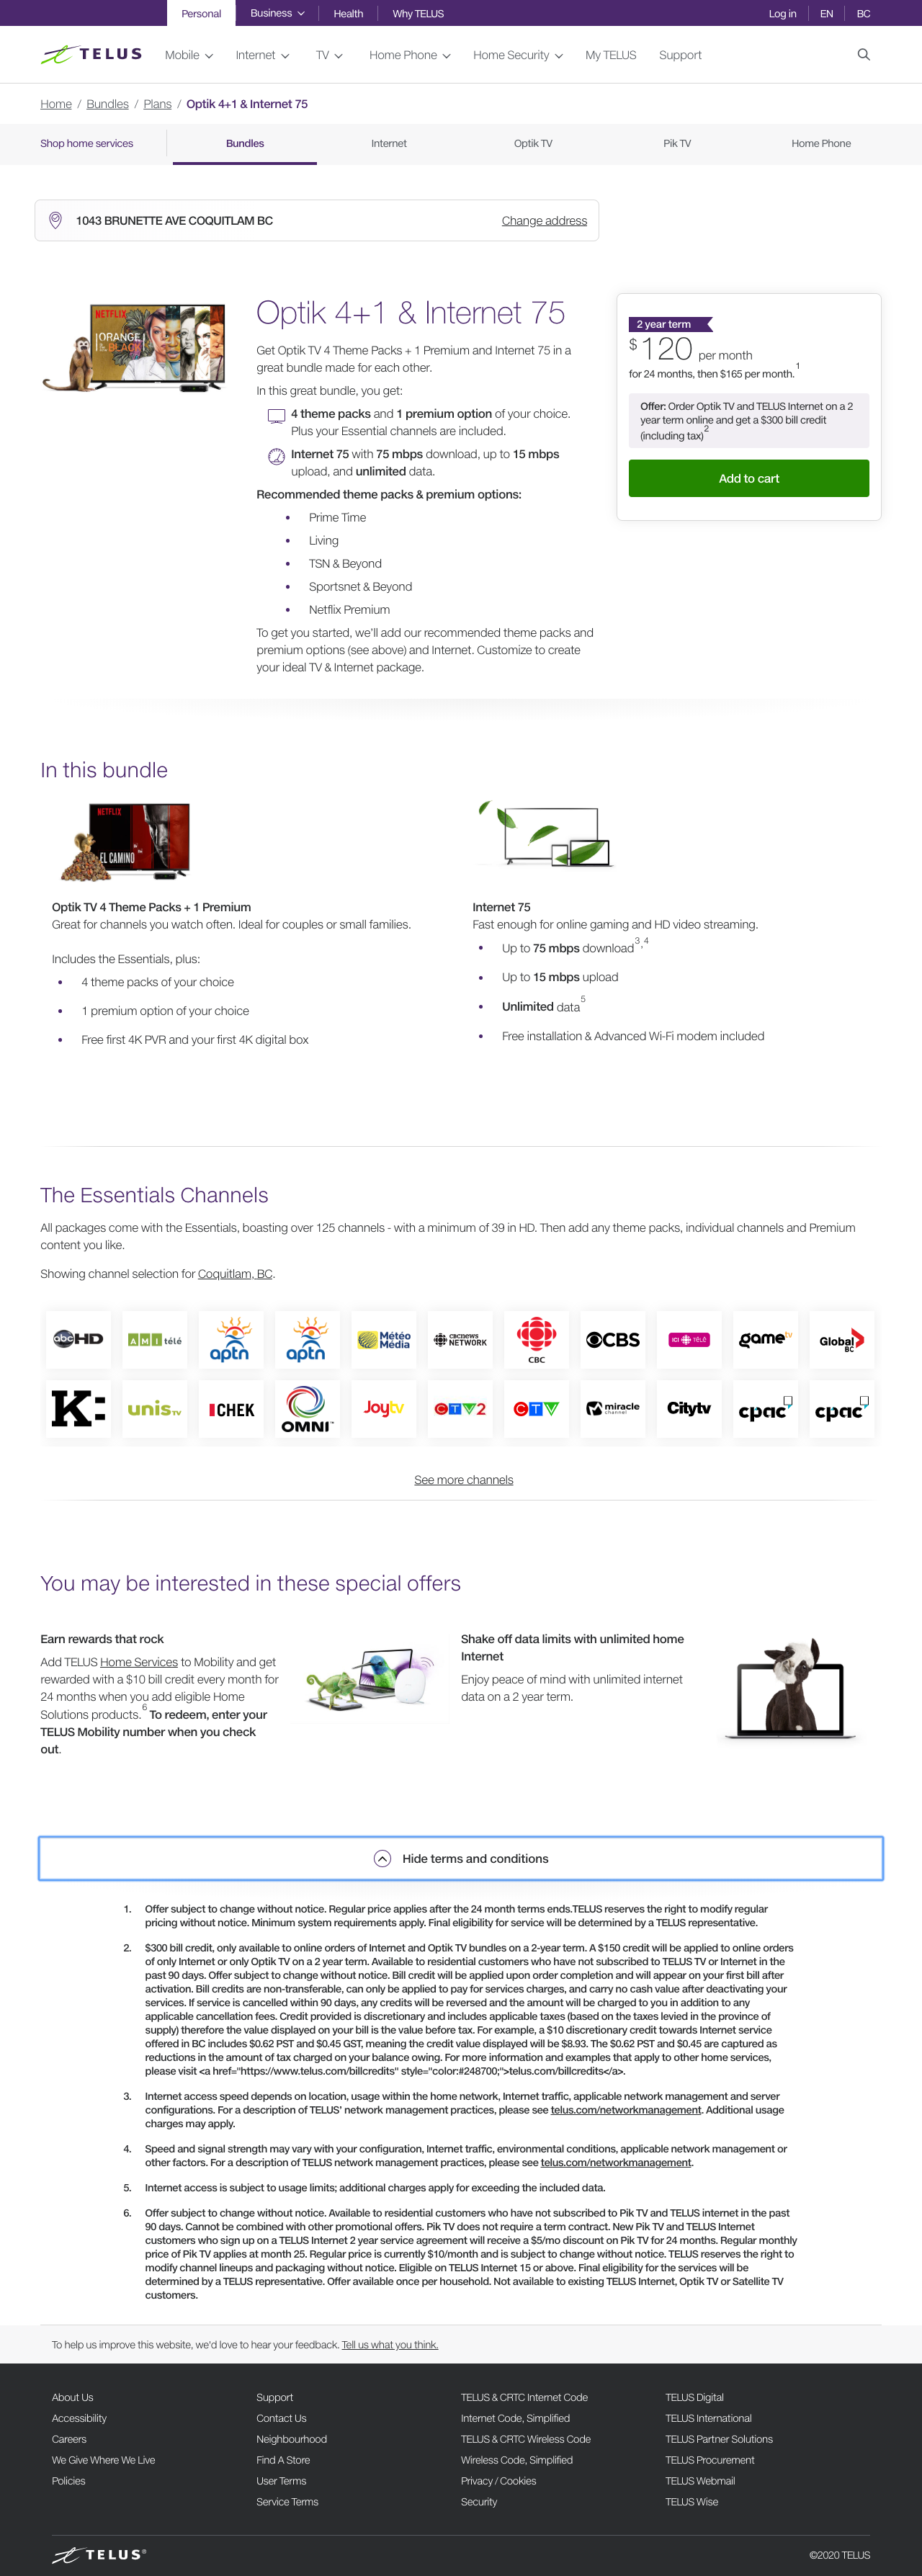 Personal Business Health Why TELUS Log in EN BC
TELUS Mobile Internet TV Home Phone Home Security My TELUS Support
Home / Bundles / Plans / Optik 4+1 & Internet 75
Shop home services Bundles Internet Optik TV Pik TV Home Phone
1043 BRUNETTE AVE COQUITLAM BC Change address
NETFLIX
ORANGE IS THE NEW BLACK
Optik 4+1 & Internet 75
Get Optik TV 4 Theme Packs + 1 Premium and Internet 75 in a
great bundle made for each other.
In this great bundle, you get:
4 theme packs and 1 premium option of your choice.
Plus your Essential channels are included.
Internet 75 with 75 mbps download, up to 15 mbps
upload, and unlimited data.
Recommended theme packs & premium options:
• Prime Time
• Living
• TSN & Beyond
• Sportsnet & Beyond
• Netflix Premium
To get you started, we'll add our recommended theme packs and
premium options (see above) and Internet. Customize to create
your ideal TV & Internet package.
2 year term
$120 per month
for 24 months, then $165 per month.1
Offer: Order Optik TV and TELUS Internet on a 2
year term online and get a $300 bill credit
(including tax)2
Add to cart
In this bundle
NETFLIX
EL CAMINO
Optik TV 4 Theme Packs + 1 Premium
Great for channels you watch often. Ideal for couples or small families.
Includes the Essentials, plus:
• 4 theme packs of your choice
• 1 premium option of your choice
• Free first 4K PVR and your first 4K digital box
Internet 75
Fast enough for online gaming and HD video streaming.
• Up to 75 mbps download3,4
• Up to 15 mbps upload
• Unlimited data5
• Free installation & Advanced Wi-Fi modem included
The Essentials Channels
All packages come with the Essentials, boasting over 125 channels - with a minimum of 39 in HD. Then add any theme packs, individual channels and Premium
content you like.
Showing channel selection for Coquitlam, BC.
abc HD AMI télé aptn aptn Météo Média cbc news NETWORK CBC CBS ICI TÉLÉ gametv Global BC
K: unis TV CHEK OMNI joytv CTV2 CTV miracle channel Citytv cpac cpac
See more channels
You may be interested in these special offers
Earn rewards that rock
Add TELUS Home Services to Mobility and get
rewarded with a $10 bill credit every month for
24 months when you add eligible Home
Solutions products.6 To redeem, enter your
TELUS Mobility number when you check
out.
Shake off data limits with unlimited home
Internet
Enjoy peace of mind with unlimited internet
data on a 2 year term.
Hide terms and conditions
1. Offer subject to change without notice. Regular price applies after the 24 month term ends.TELUS reserves the right to modify regular
pricing without notice. Minimum system requirements apply. Final eligibility for service will be determined by a TELUS representative.
2. $300 bill credit, only available to online orders of Internet and Optik TV bundles on a 2-year term. A $150 credit will be applied to online orders
of only Internet or only Optik TV on a 2 year term. Available to residential customers who have not subscribed to TELUS TV or Internet in the
past 90 days. Offer subject to change without notice. Bill credit will be applied upon order completion and will appear on your first bill after
activation. Bill credits are non-transferable, can only be applied to pay for services charges, and carry no cash value after deactivating your
services. If service is cancelled within 90 days, any credits will be reversed and the amount will be charged to you in addition to any
applicable cancellation fees. Credit provided is discretionary and includes applicable taxes (based on the taxes levied in the province of
supply) therefore the value displayed on your bill is the value before tax. For example, a $10 discretionary credit towards Internet service
offered in BC includes $0.62 PST and $0.45 GST, meaning the credit value displayed will be $8.93. The $0.62 PST and $0.45 are captured as
reductions in the amount of tax charged on your balance owing. For more information and examples that apply to other home services,
please visit <a href="https://www.telus.com/billcredits" style="color:#248700;">telus.com/billcredits</a>.
3. Internet access speed depends on location, usage within the home network, Internet traffic, applicable network management and server
configurations. For a description of TELUS' network management practices, please see telus.com/networkmanagement. Additional usage
charges may apply.
4. Speed and signal strength may vary with your configuration, Internet traffic, environmental conditions, applicable network management or
other factors. For a description of TELUS network management practices, please see telus.com/networkmanagement.
5. Internet access is subject to usage limits; additional charges apply for exceeding the included data.
6. Offer subject to change without notice. Available to residential customers who have not subscribed to Pik TV and TELUS internet in the past
90 days. Cannot be combined with other promotional offers. Pik TV does not require a term contract. New Pik TV and TELUS Internet
customers who sign up on a TELUS Internet 2 year service agreement will receive a $5/mo discount on Pik TV for 24 months. Regular monthly
price of Pik TV applies at month 25. Regular price is currently $10/month and is subject to change without notice. TELUS reserves the right to
modify channel lineups and packaging without notice. Eligible on TELUS Internet 15 or above. Final eligibility for the services will be
determined by a TELUS representative. Offer available once per household. Not available to existing TELUS Internet, Optik TV or Satellite TV
customers.
To help us improve this website, we'd love to hear your feedback. Tell us what you think.
About Us Support TELUS & CRTC Internet Code TELUS Digital
Accessibility Contact Us Internet Code, Simplified TELUS International
Careers Neighbourhood TELUS & CRTC Wireless Code TELUS Partner Solutions
We Give Where We Live Find A Store Wireless Code, Simplified TELUS Procurement
Policies User Terms Privacy / Cookies TELUS Webmail
Service Terms Security TELUS Wise
TELUS® ©2020 TELUS